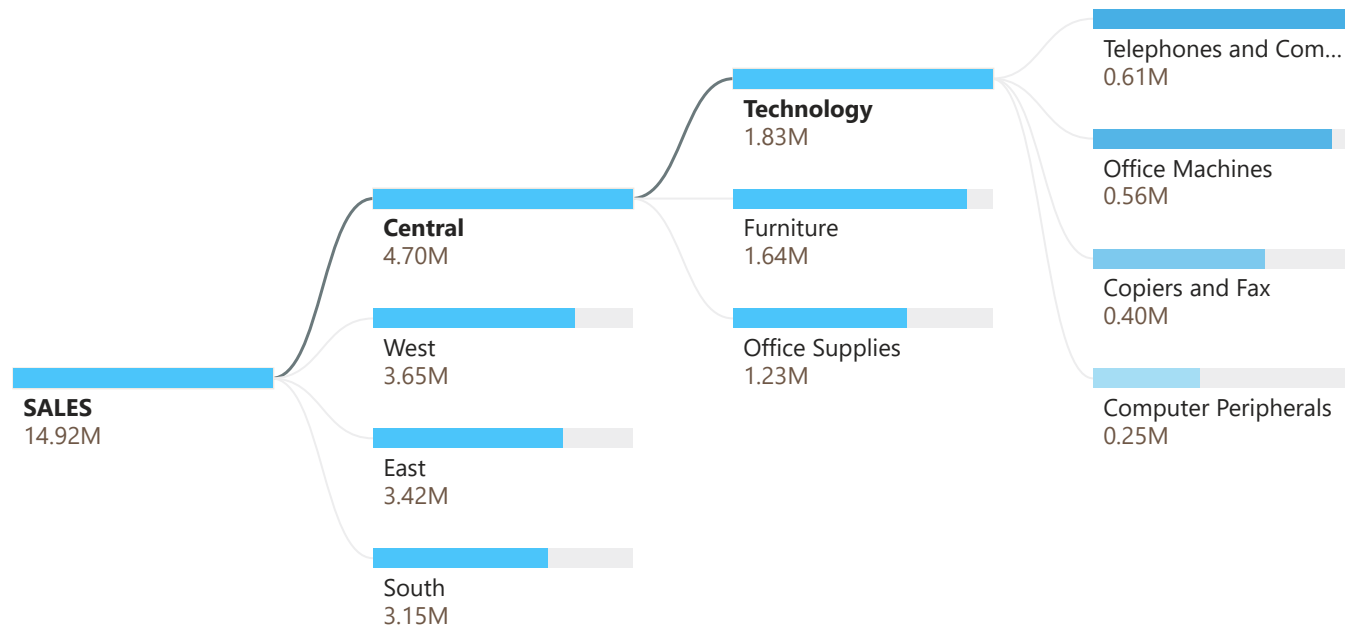 SALES
14.92M
Central
4.70M
West
3.65M
East
3.42M
South
3.15M
Technology
1.83M
Furniture
1.64M
Office Supplies
1.23M
Telephones and Com...
0.61M
Office Machines
0.56M
Copiers and Fax
0.40M
Computer Peripherals
0.25M